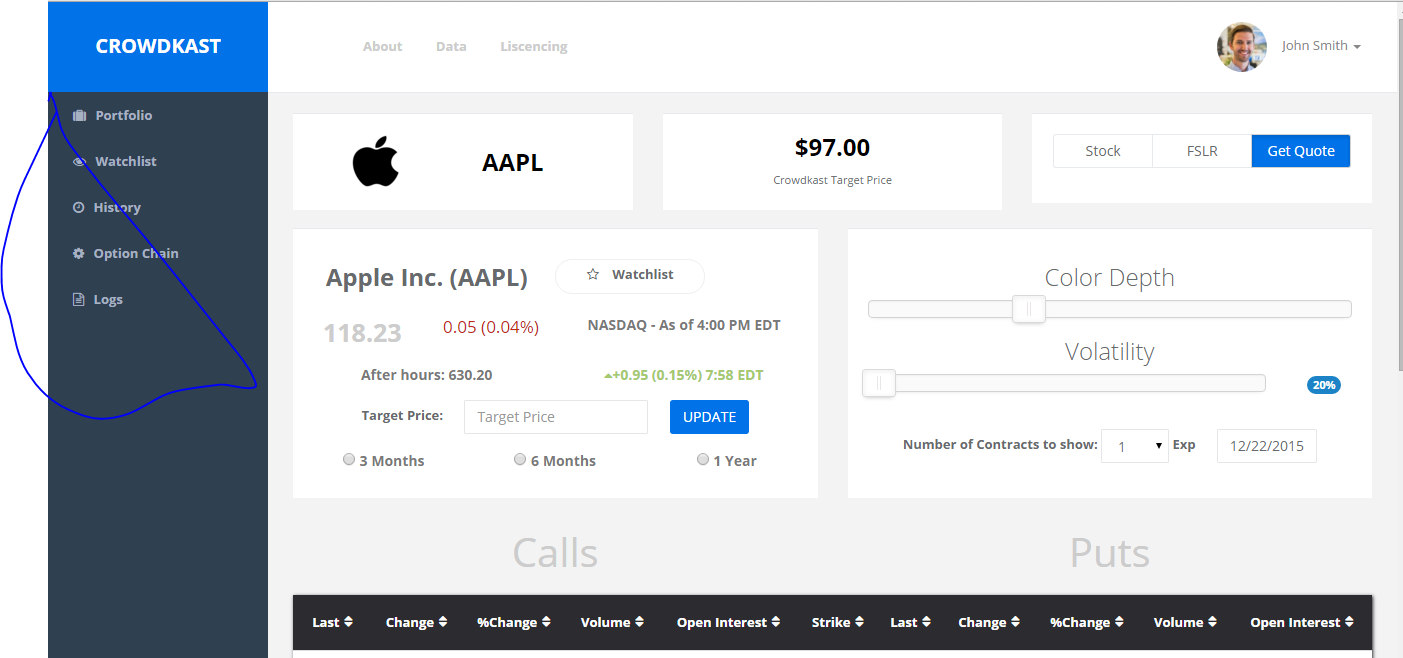 CROWDKAST
About Data Liscencing
John Smith
Portfolio
Watchlist
History
Option Chain
Logs
AAPL
$97.00
Crowdkast Target Price
Stock FSLR Get Quote
Apple Inc. (AAPL) Watchlist
118.23 0.05 (0.04%) NASDAQ - As of 4:00 PM EDT
After hours: 630.20 +0.95 (0.15%) 7:58 EDT
Target Price: Target Price UPDATE
3 Months 6 Months 1 Year
Color Depth
Volatility
20%
Number of Contracts to show: 1 Exp 12/22/2015
Calls Puts
Last Change %Change Volume Open Interest Strike Last Change %Change Volume Open Interest